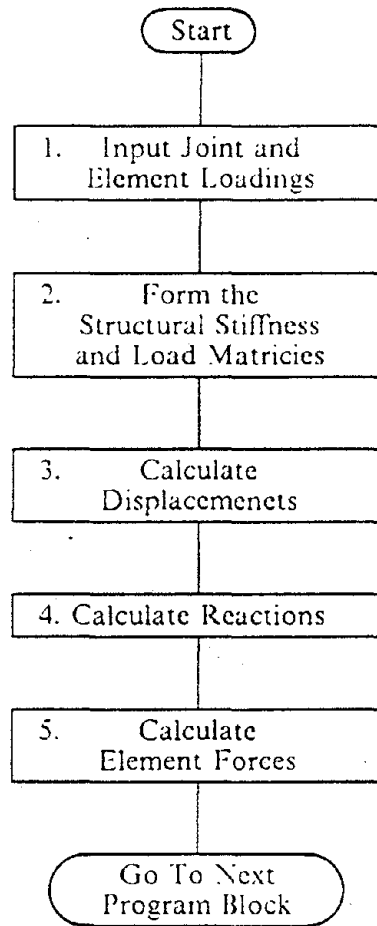 Start
1. Input Joint and
Element Loadings
2. Form the
Structural Stiffness
and Load Matricies
3. Calculate
Displacemenets
4. Calculate Reactions
5. Calculate
Element Forces
Go To Next
Program Block